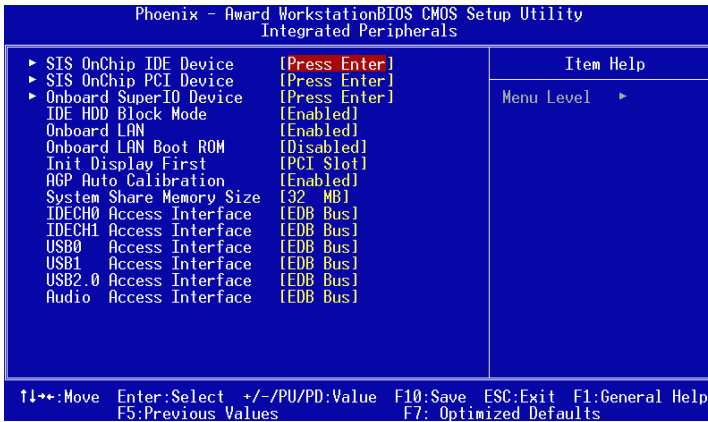 Phoenix - Award WorkstationBIOS CMOS Setup Utility
Integrated Peripherals
► SIS OnChip IDE Device [Press Enter]
► SIS OnChip PCI Device [Press Enter]
► Onboard SuperIO Device [Press Enter]
IDE HDD Block Mode [Enabled]
Onboard LAN [Enabled]
Onboard LAN Boot ROM [Disabled]
Init Display First [PCI Slot]
AGP Auto Calibration [Enabled]
System Share Memory Size [32 MB]
IDECH0 Access Interface [EDB Bus]
IDECH1 Access Interface [EDB Bus]
USB0 Access Interface [EDB Bus]
USB1 Access Interface [EDB Bus]
USB2.0 Access Interface [EDB Bus]
Audio Access Interface [EDB Bus]
Item Help
Menu Level ►
↑↓→←:Move Enter:Select +/-/PU/PD:Value F10:Save ESC:Exit F1:General Help
F5:Previous Values F7: Optimized Defaults